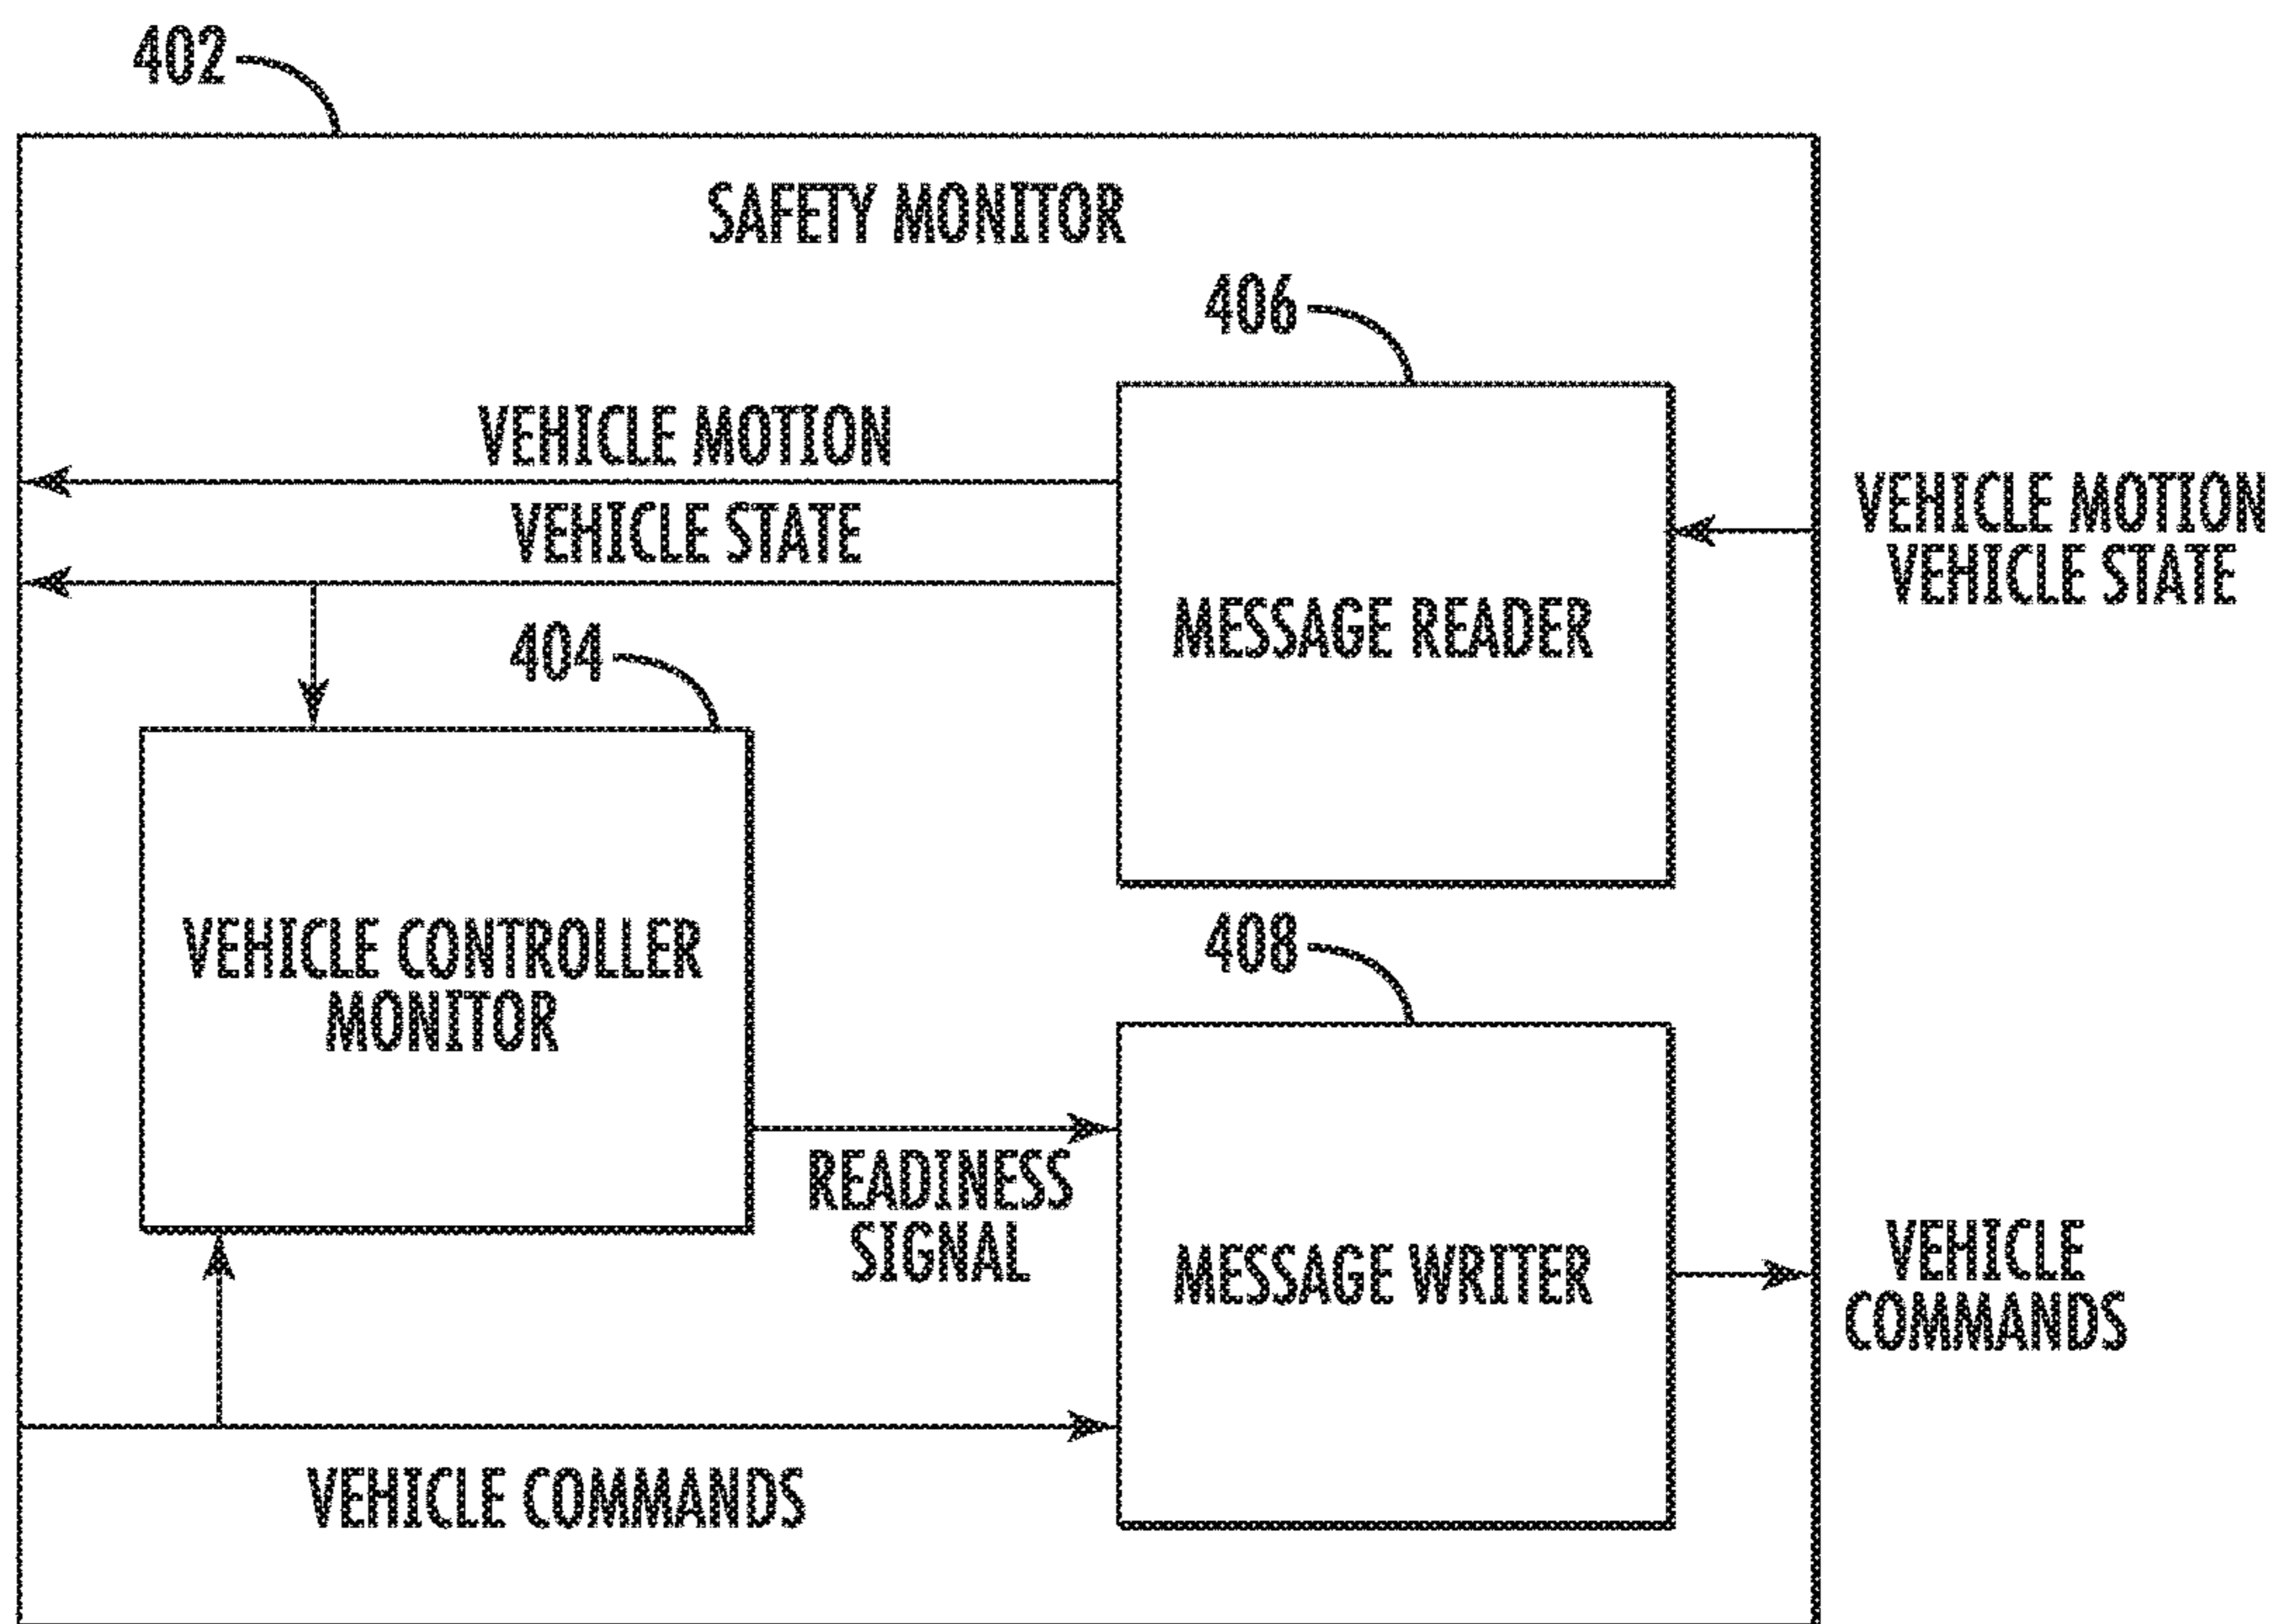 402
SAFETY MONITOR
406
VEHICLE MOTION
VEHICLE STATE
VEHICLE MOTION
VEHICLE STATE
MESSAGE READER
404
VEHICLE CONTROLLER
MONITOR
408
READINESS
SIGNAL
MESSAGE WRITER
VEHICLE
COMMANDS
VEHICLE COMMANDS